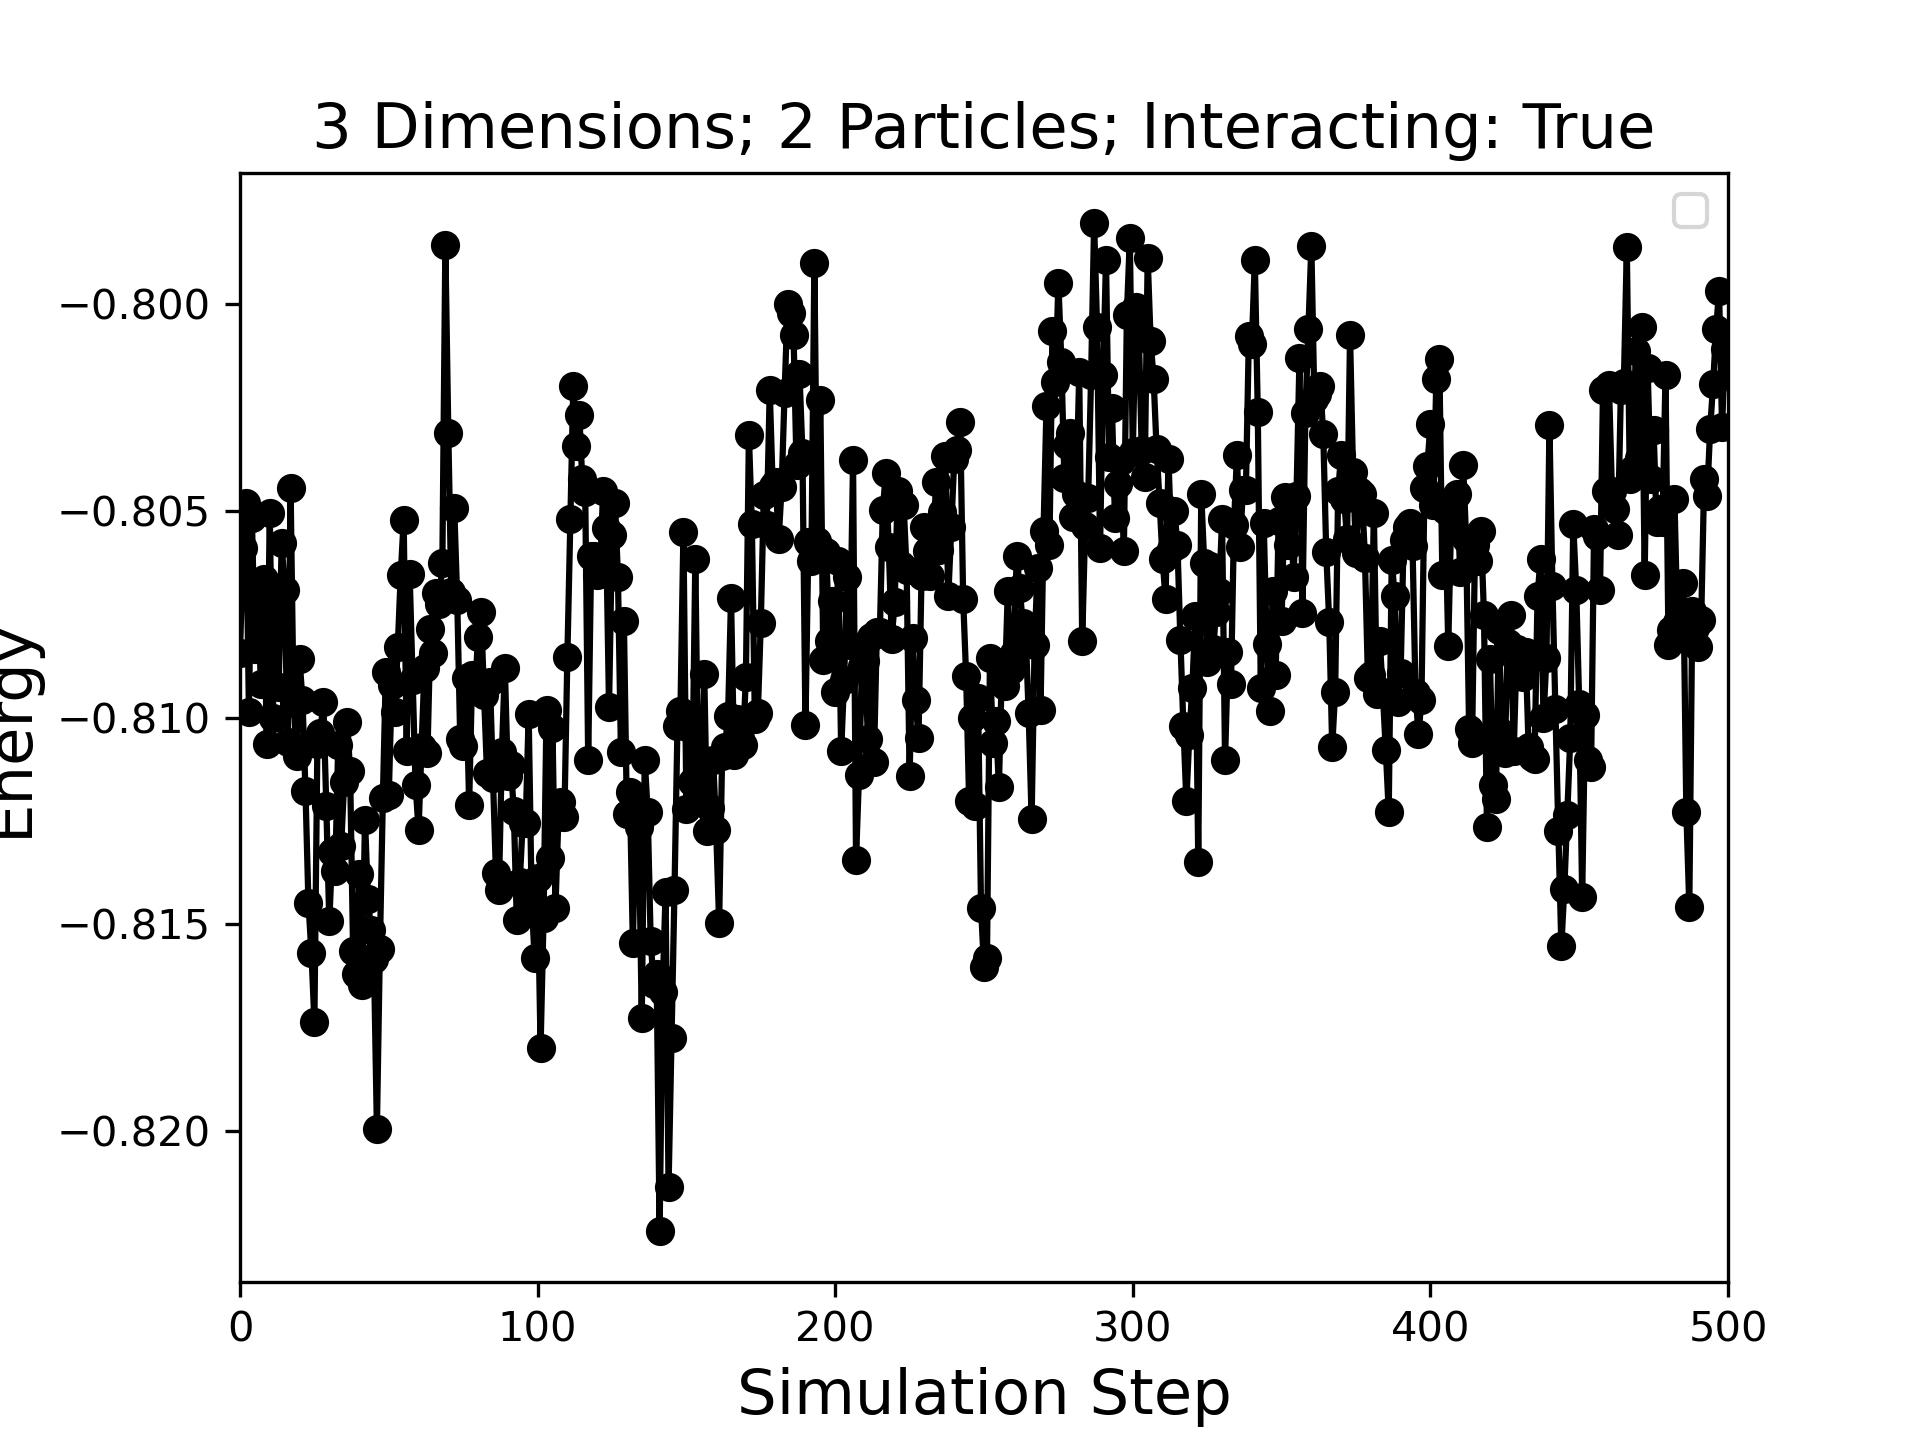 3 Dimensions; 2 Particles; Interacting: True
Energy
−0.800
−0.805
−0.810
−0.815
−0.820
0 100 200 300 400 500
Simulation Step